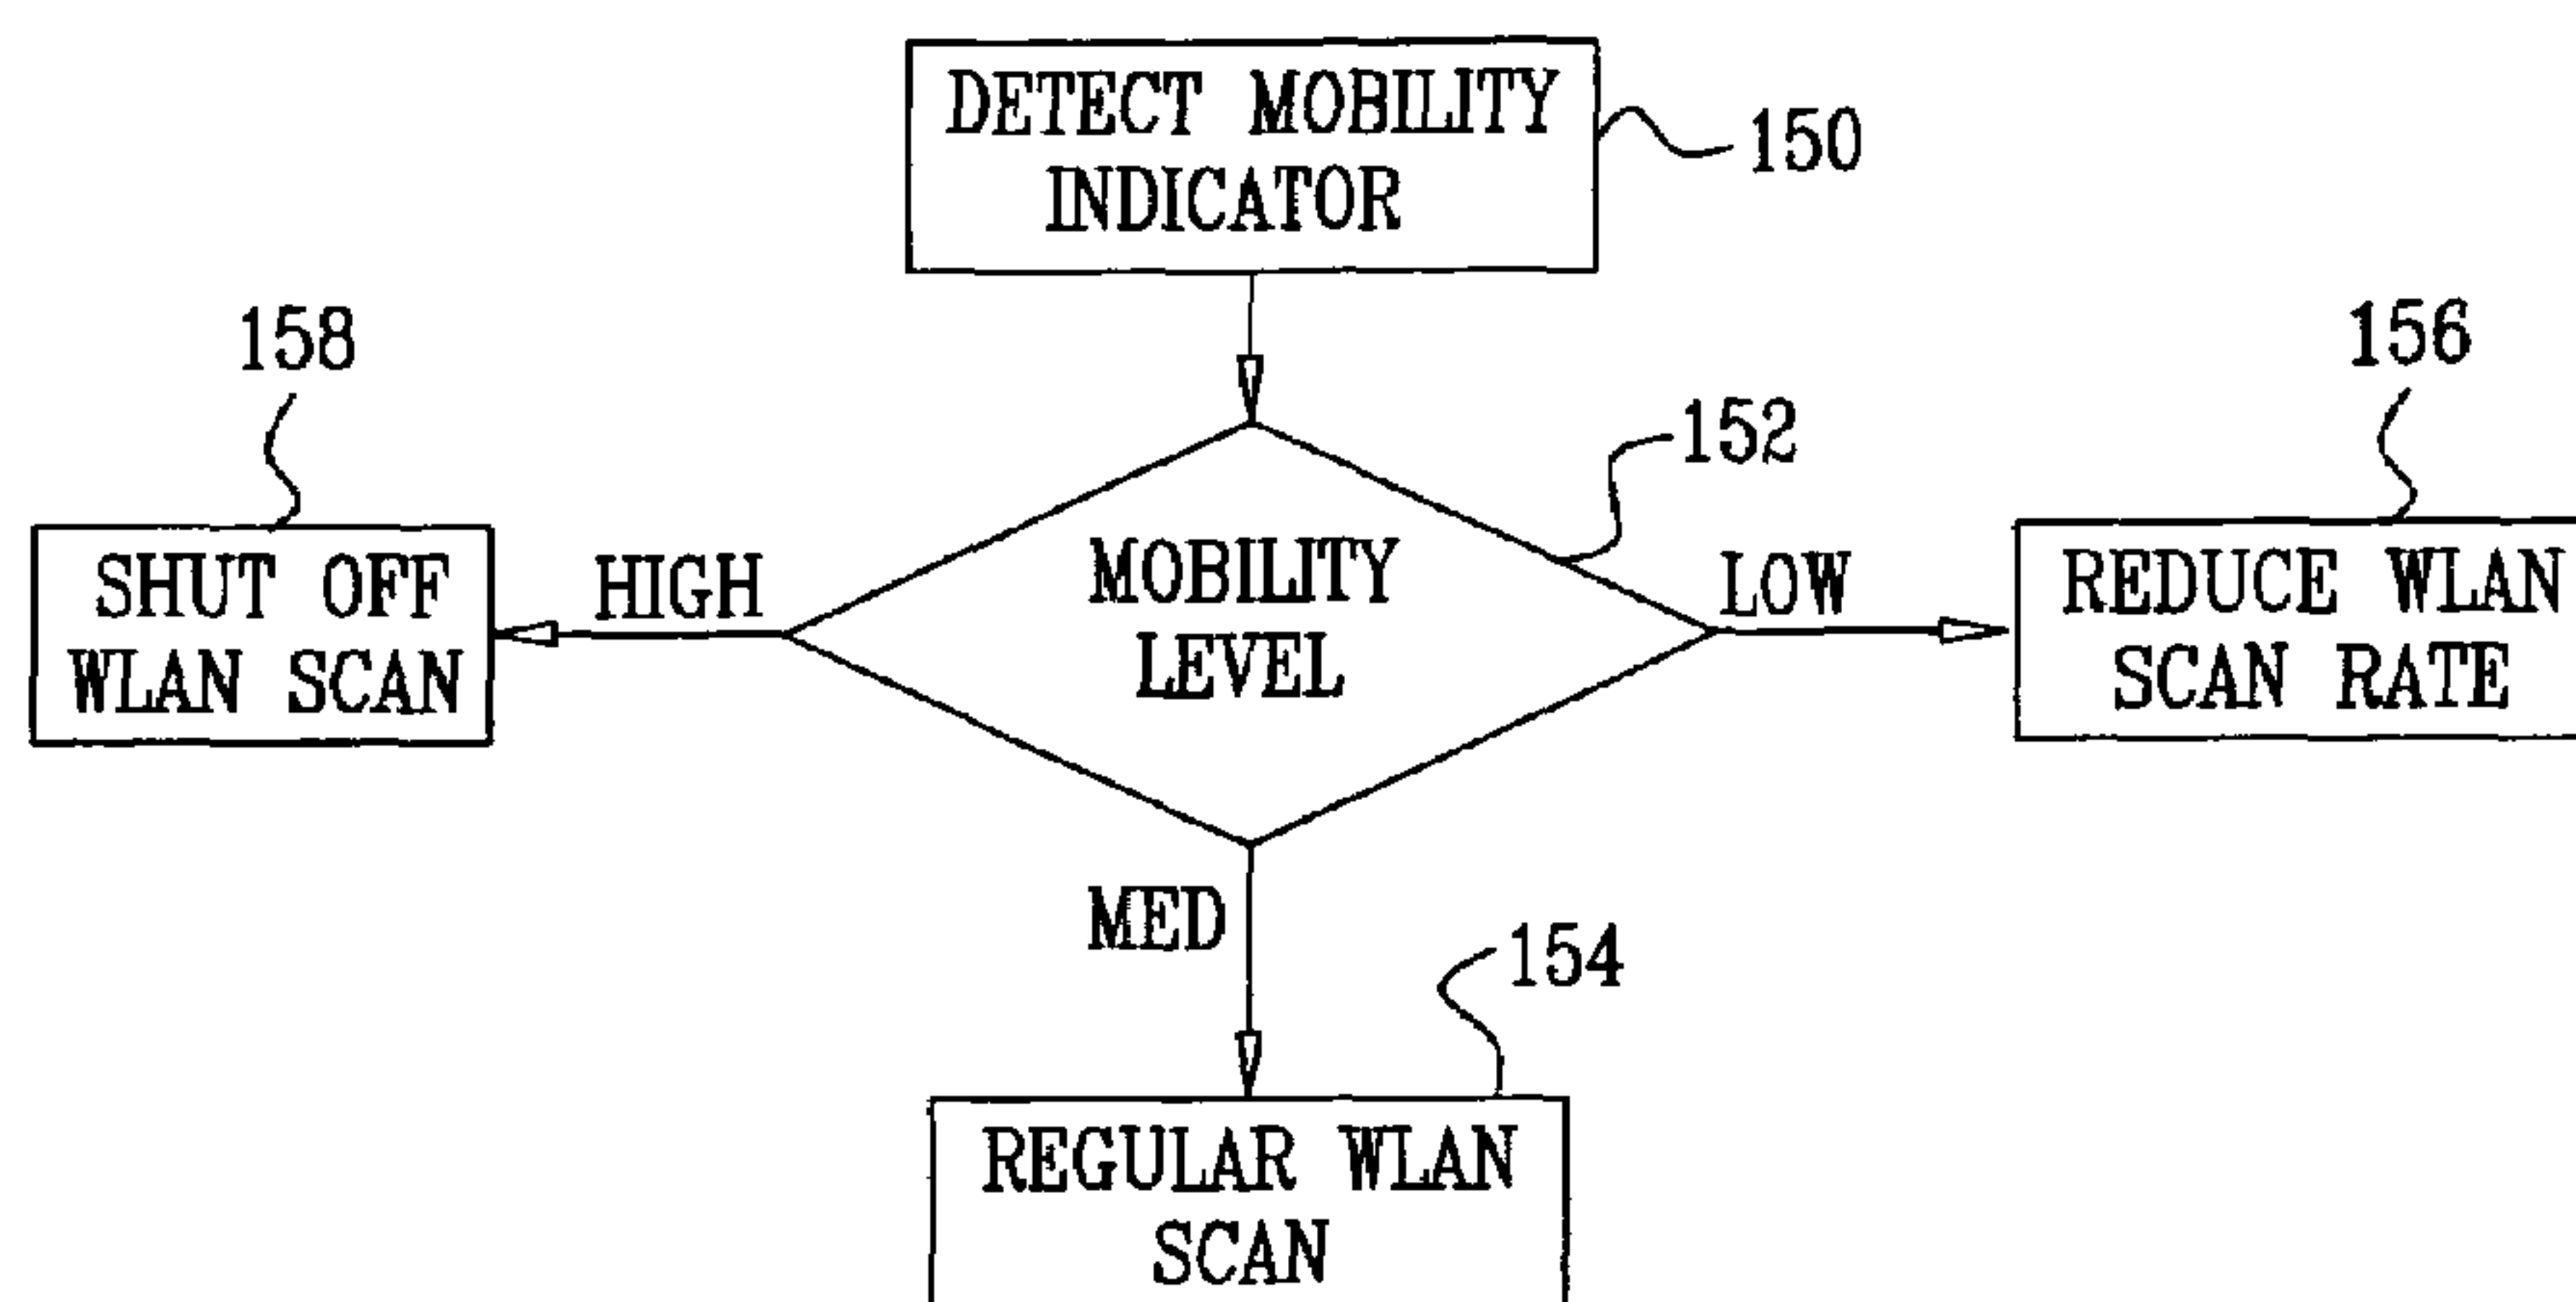 DETECT MOBILITY
INDICATOR
150
158
156
152
SHUT OFF
WLAN SCAN
HIGH
MOBILITY
LEVEL
LOW
REDUCE WLAN
SCAN RATE
MED
154
REGULAR WLAN
SCAN